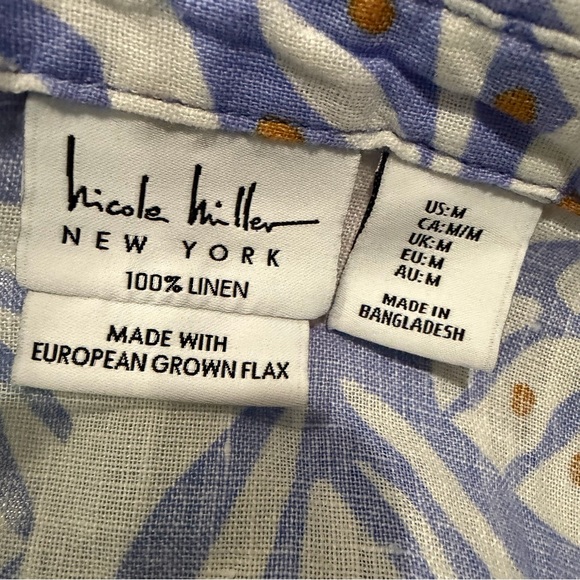 nicole miller
NEW YORK
100% LINEN
MADE WITH
EUROPEAN GROWN FLAX
US:M
CA:M/M
UK:M
EU:M
AU:M
MADE IN
BANGLADESH